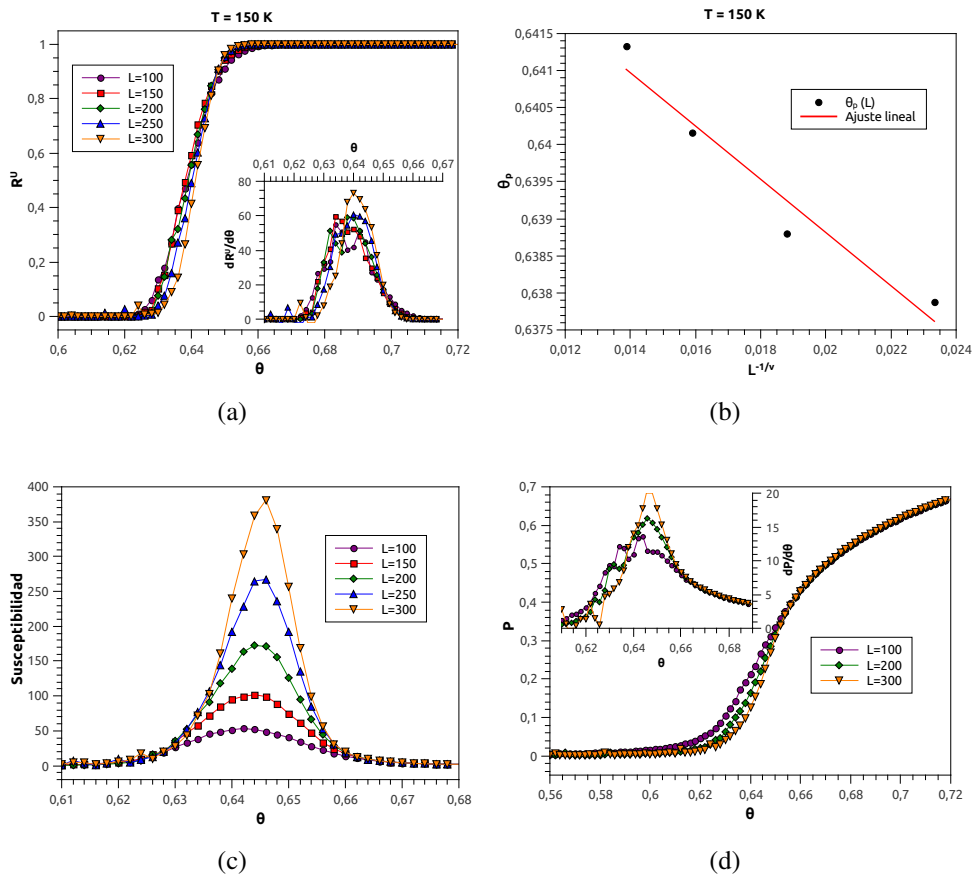 T = 150 K
1
0,8
0,6
0,4
0,2
0
R^U
L=100
L=150
L=200
L=250
L=300
θ
0,61 0,62 0,63 0,64 0,65 0,66 0,67
80
60
40
20
0
dR^U/dθ
0,6 0,62 0,64 0,66 0,68 0,7 0,72
θ
(a)
T = 150 K
0,6415
0,641
0,6405
0,64
0,6395
0,639
0,6385
0,638
0,6375
θ_p
θ_p (L)
Ajuste lineal
0,012 0,014 0,016 0,018 0,02 0,022 0,024
L^-1/ν
(b)
400
350
300
250
200
150
100
50
0
Susceptibilidad
L=100
L=150
L=200
L=250
L=300
0,61 0,62 0,63 0,64 0,65 0,66 0,67 0,68
θ
(c)
0,7
0,6
0,5
0,4
0,3
0,2
0,1
0
P
20
15
10
5
0
dP/dθ
0,62 0,64 0,66 0,68
θ
L=100
L=200
L=300
0,56 0,58 0,6 0,62 0,64 0,66 0,68 0,7 0,72
θ
(d)